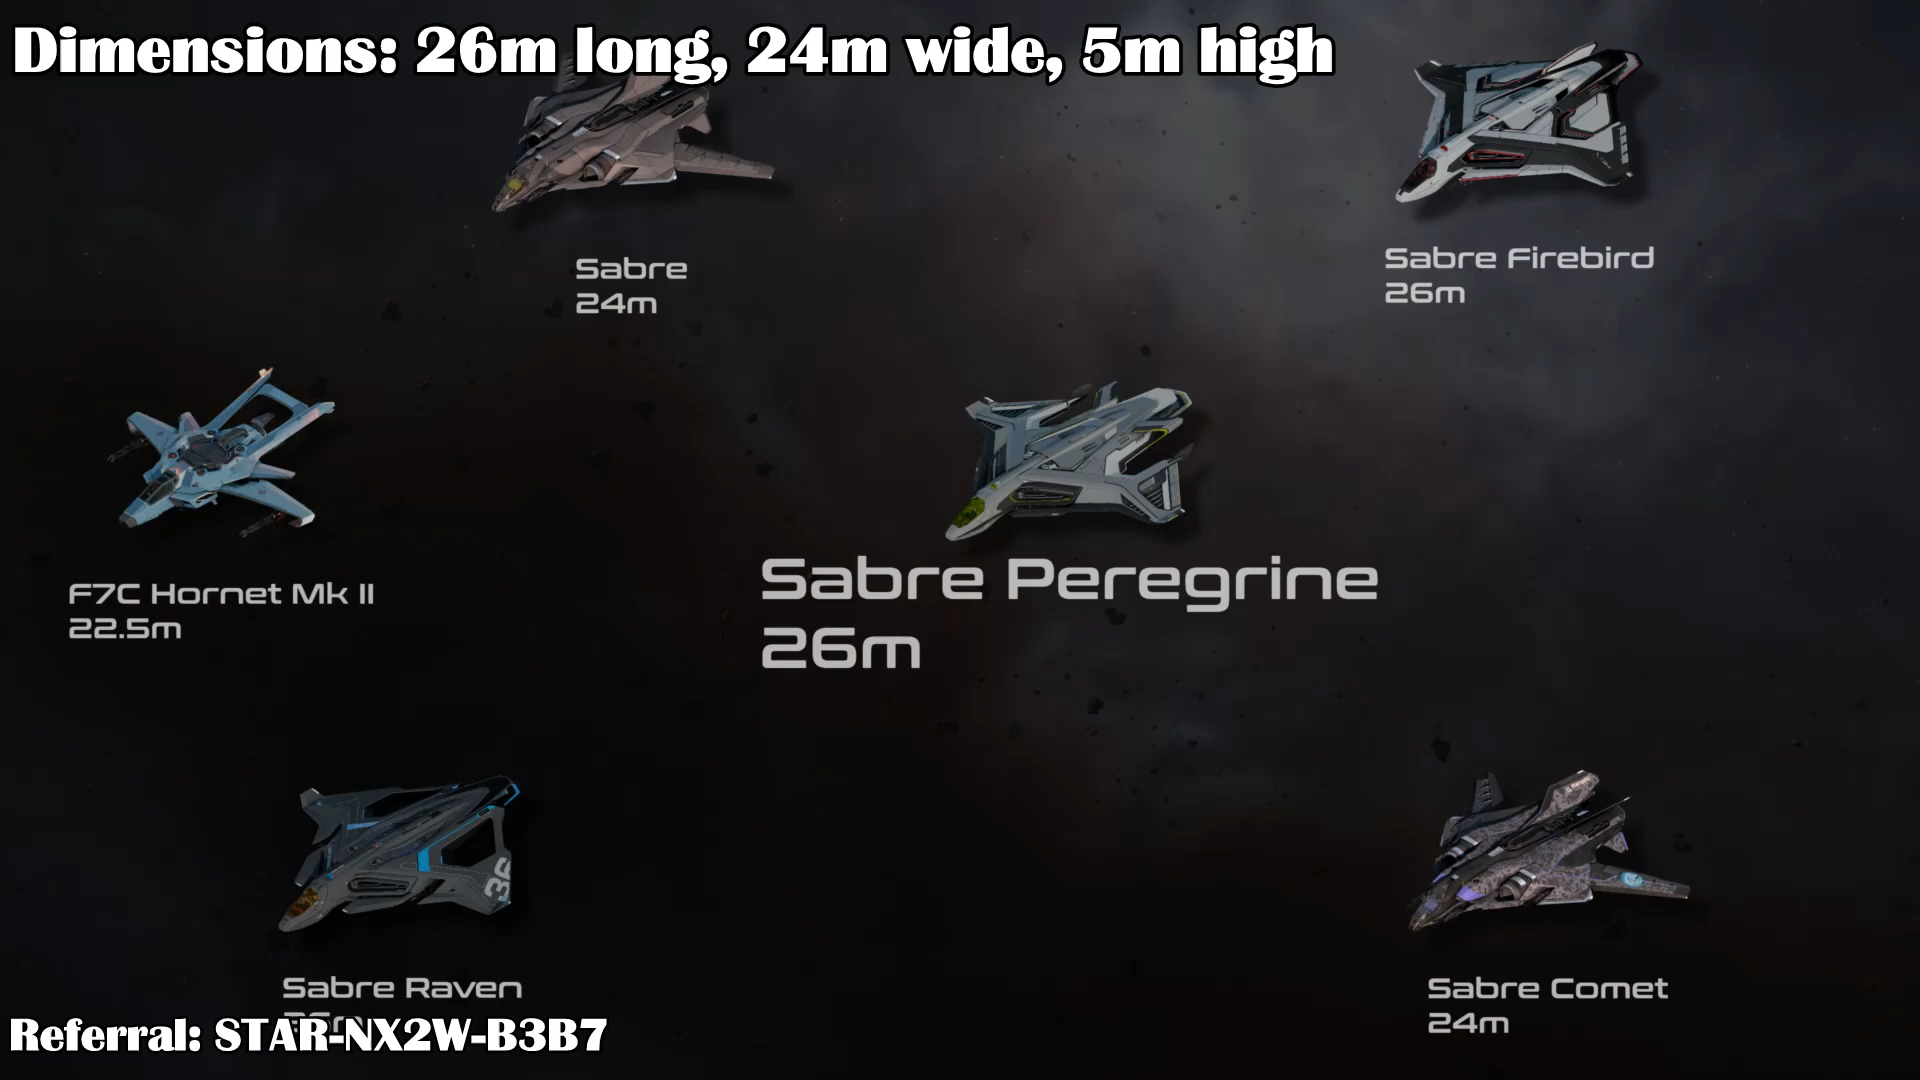 Dimensions: 26m long, 24m wide, 5m high
Sabre
24m
Sabre Firebird
26m
F7C Hornet Mk II
22.5m
Sabre Peregrine
26m
36
Sabre Raven
Sabre Comet
24m
Referral: STAR-NX2W-B3B7